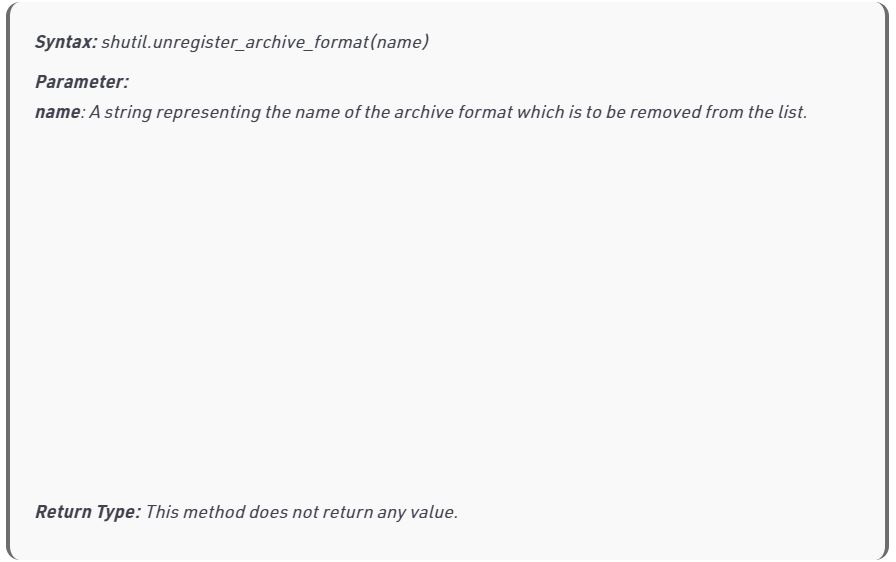 Syntax: shutil.unregister_archive_format(name)
Parameter:
name: A string representing the name of the archive format which is to be removed from the list.
Return Type: This method does not return any value.